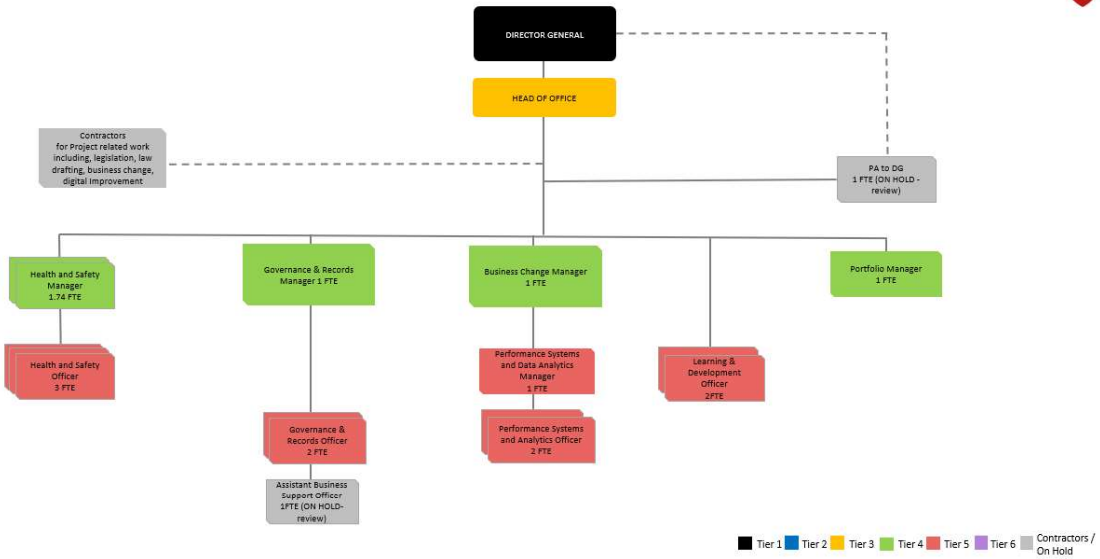 DIRECTOR GENERAL
HEAD OF OFFICE
Contractors
for Project related work
including, legislation, law
drafting, business change,
digital Improvement
PA to DG
1 FTE (ON HOLD -
review)
Health and Safety
Manager
1.74 FTE
Governance & Records
Manager 1 FTE
Business Change Manager
1 FTE
Portfolio Manager
1 FTE
Health and Safety
Officer
3 FTE
Performance Systems
and Data Analytics
Manager
1 FTE
Learning &
Development
Officer
2FTE
Governance &
Records Officer
2 FTE
Performance Systems
and Analytics Officer
2 FTE
Assistant Business
Support Officer
1FTE (ON HOLD-
review)
Tier 1 Tier 2 Tier 3 Tier 4 Tier 5 Tier 6 Contractors /
On Hold